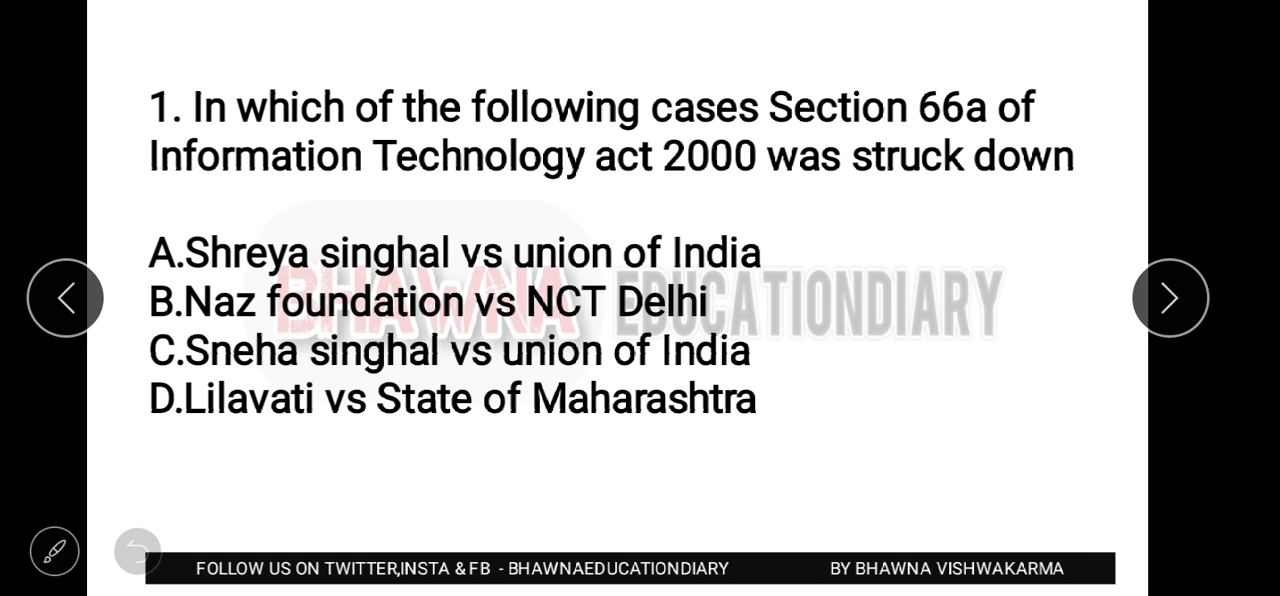 1. In which of the following cases Section 66a of
Information Technology act 2000 was struck down
A.Shreya singhal vs union of India
B.Naz foundation vs NCT Delhi
C.Sneha singhal vs union of India
D.Lilavati vs State of Maharashtra
BHAWNA EDUCATIONDIARY
FOLLOW US ON TWITTER,INSTA & FB - BHAWNAEDUCATIONDIARY BY BHAWNA VISHWAKARMA